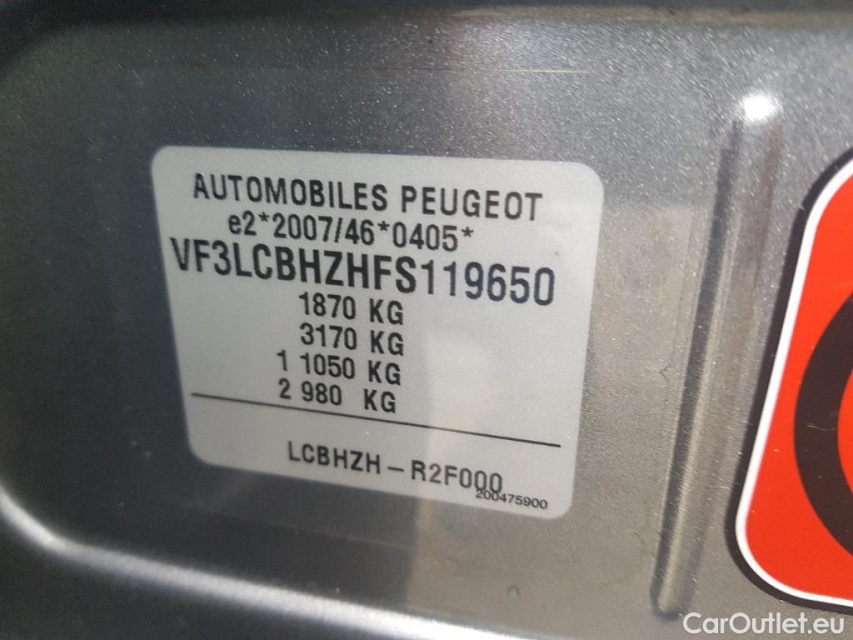 AUTOMOBILES PEUGEOT
e2*2007/46*0405*
VF3LCBHZHFS119650
1870 KG
3170 KG
1 1050 KG
2 980 KG
LCBHZH – R2F000
200475900
CarOutlet.eu